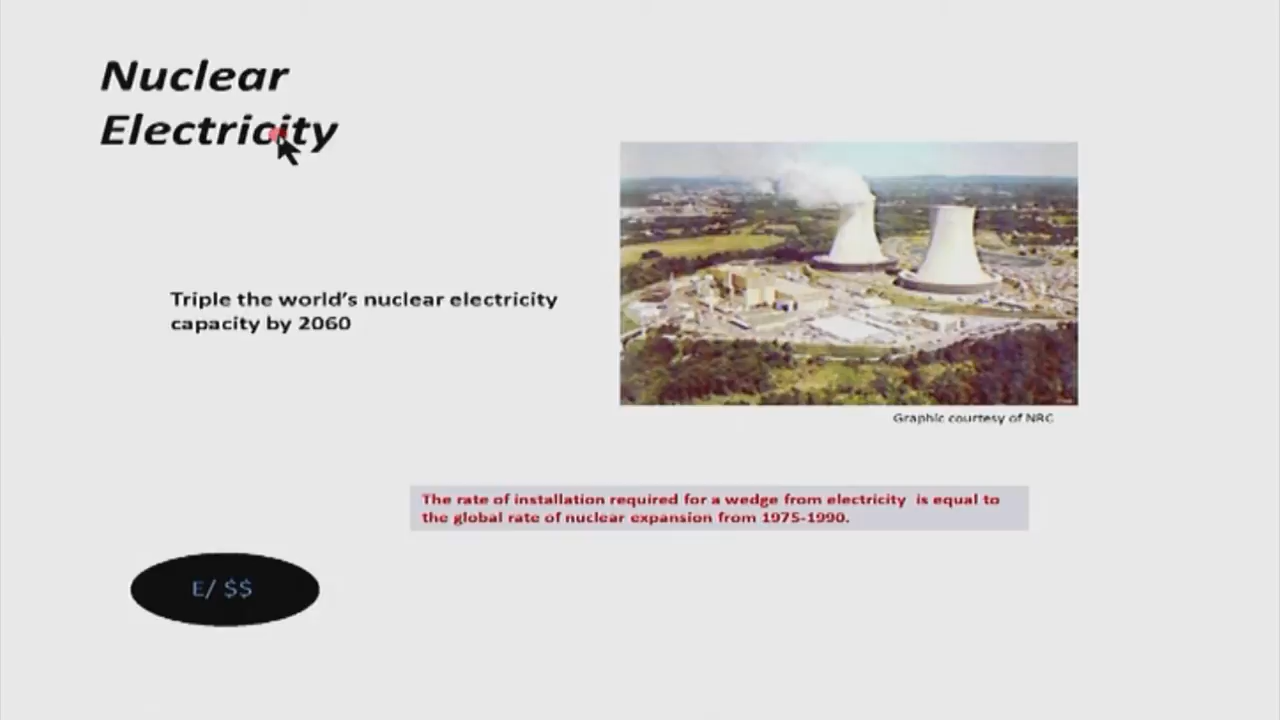 Nuclear
Electricity
Triple the world's nuclear electricity
capacity by 2060
Graphic courtesy of NRC
The rate of installation required for a wedge from electricity is equal to
the global rate of nuclear expansion from 1975-1990.
E/ $$